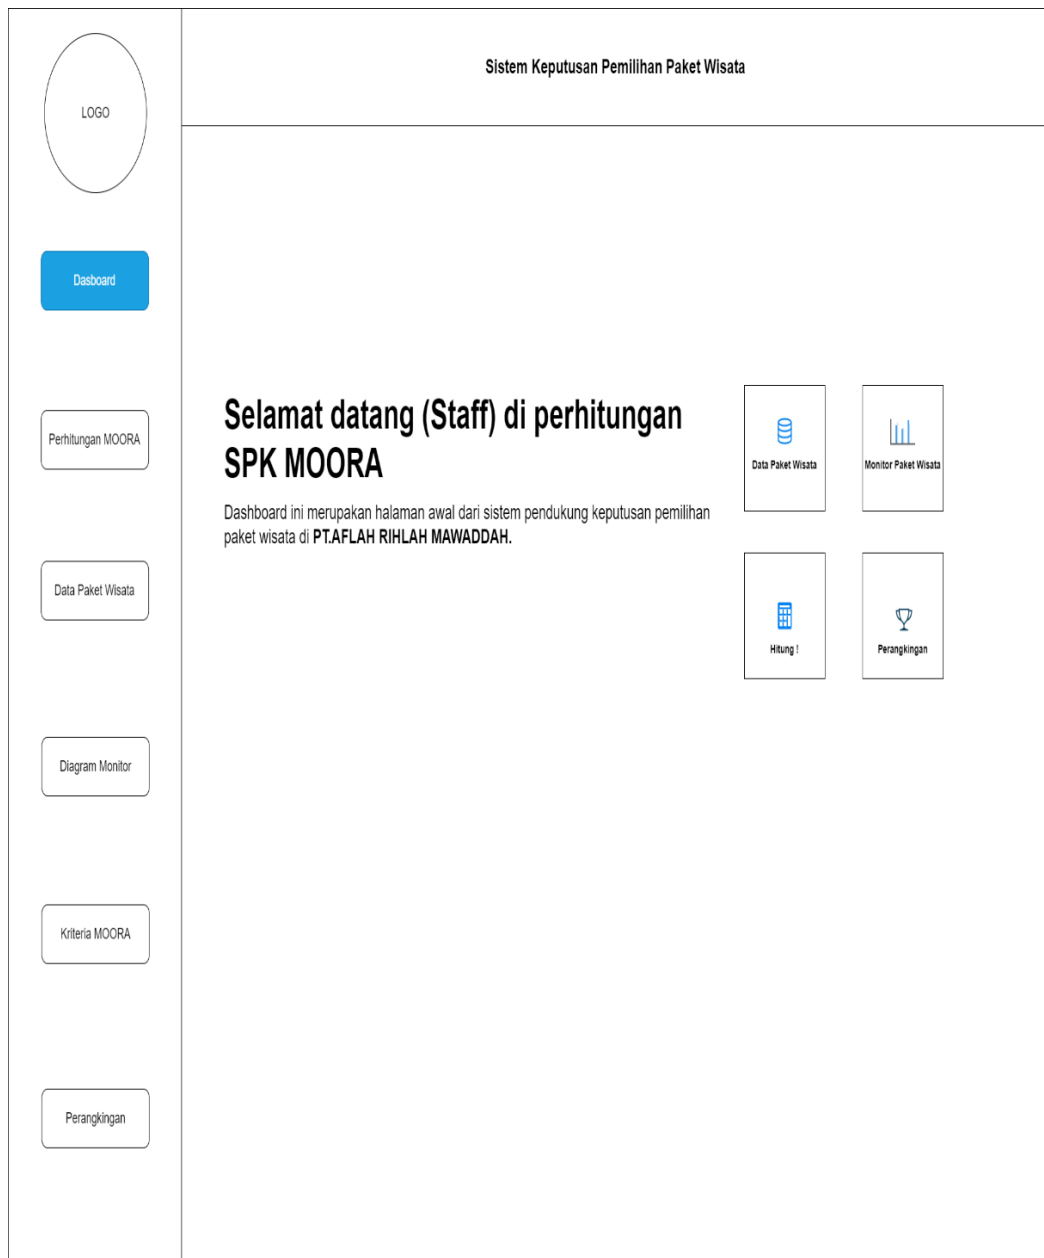 LOGO
Sistem Keputusan Pemilihan Paket Wisata
Dasboard
Perhitungan MOORA
Data Paket Wisata
Diagram Monitor
Kriteria MOORA
Perangkingan
Selamat datang (Staff) di perhitungan
SPK MOORA
Dashboard ini merupakan halaman awal dari sistem pendukung keputusan pemilihan
paket wisata di PT.AFLAH RIHLAH MAWADDAH.
Data Paket Wisata
Monitor Paket Wisata
Hitung !
Perangkingan